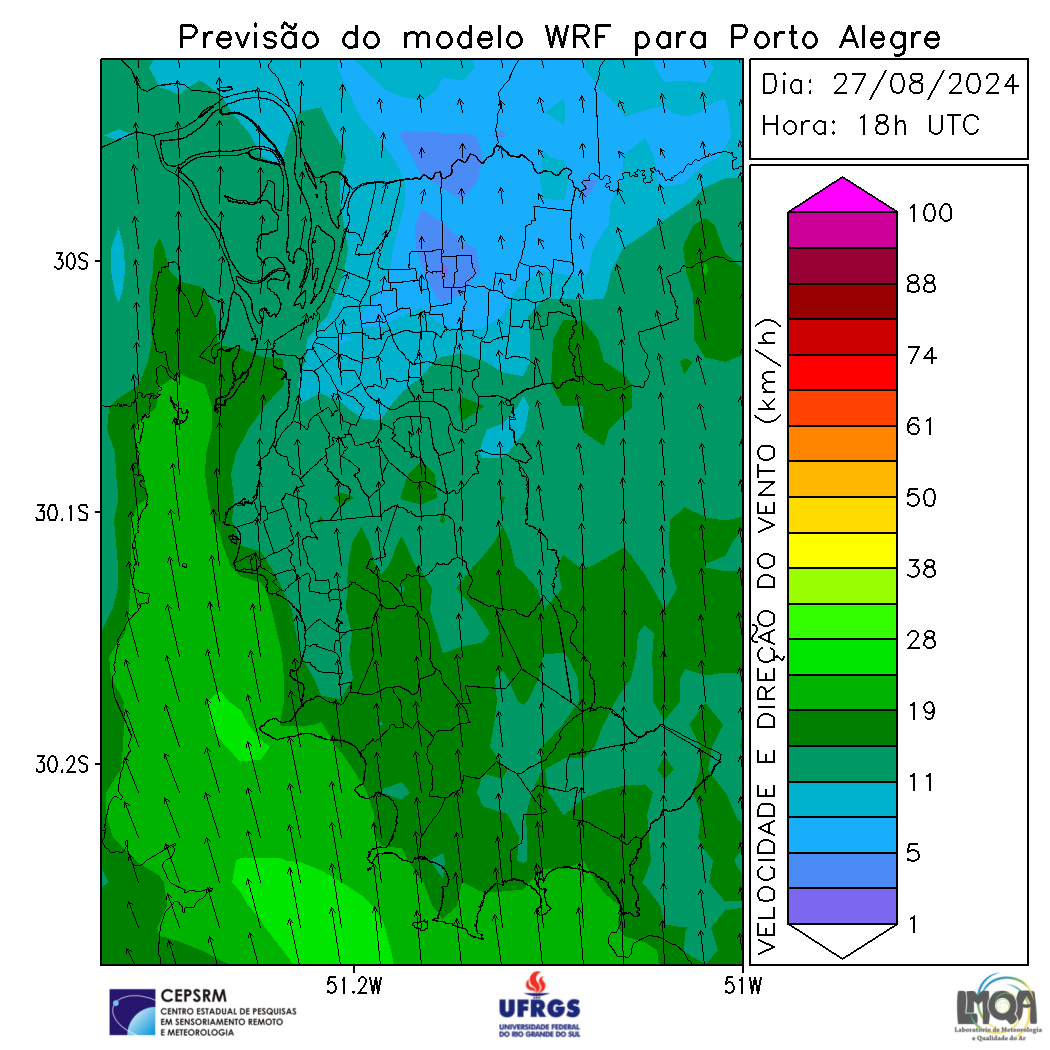 Previsão do modelo WRF para Porto Alegre
Dia: 27/08/2024
Hora: 18h UTC
30S
30.1S
30.2S
51.2W
51W
VELOCIDADE E DIREÇÃO DO VENTO (km/h)
100
88
74
61
50
38
28
19
11
5
1
CEPSRM
CENTRO ESTADUAL DE PESQUISAS
EM SENSORIAMENTO REMOTO
E METEOROLOGIA
UFRGS
UNIVERSIDADE FEDERAL
DO RIO GRANDE DO SUL
LMQA
Laboratório de Meteorologia
e Qualidade do Ar